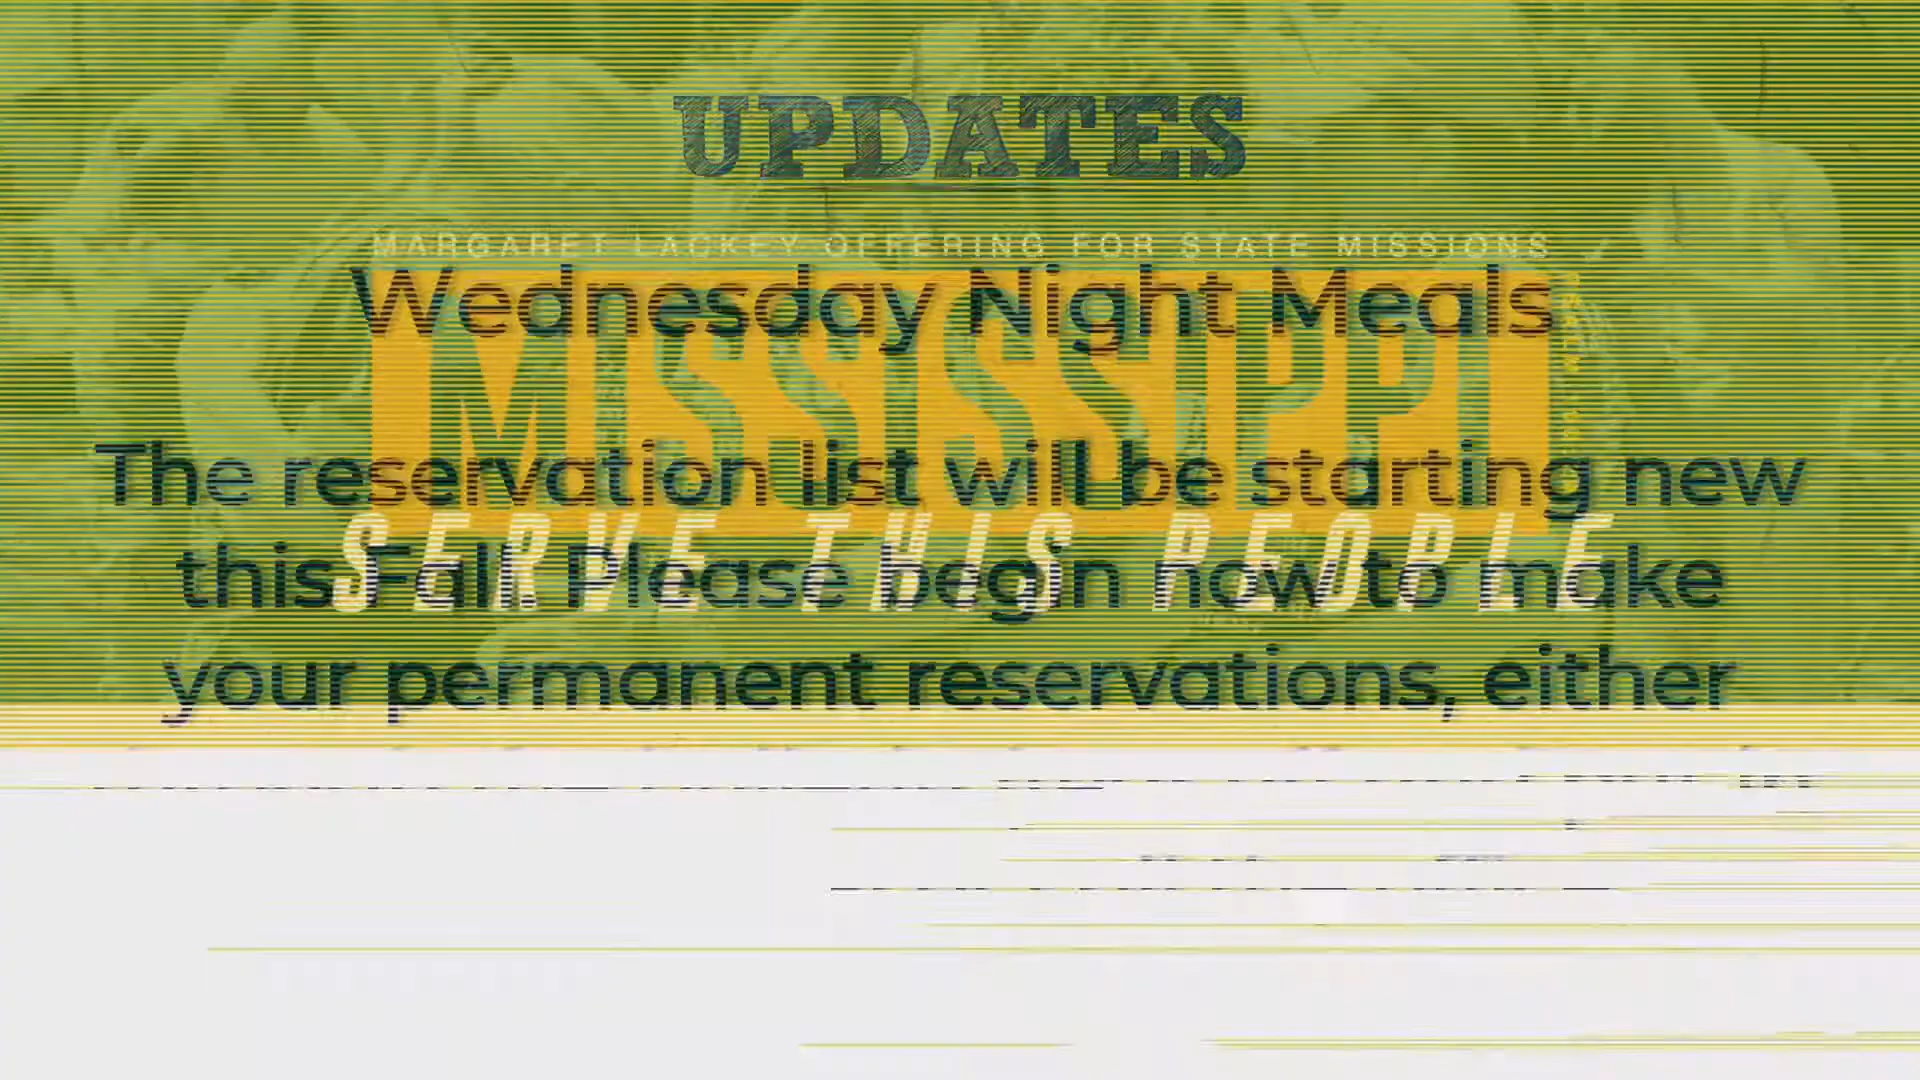 UPDATES
MARGARET LACKEY OFFERING FOR STATE MISSIONS
Wednesday Night Meals
MISSISSIPPI
The reservation list will be starting new
SERVE THIS PEOPLE
this Fall. Please begin now to make
your permanent reservations, either